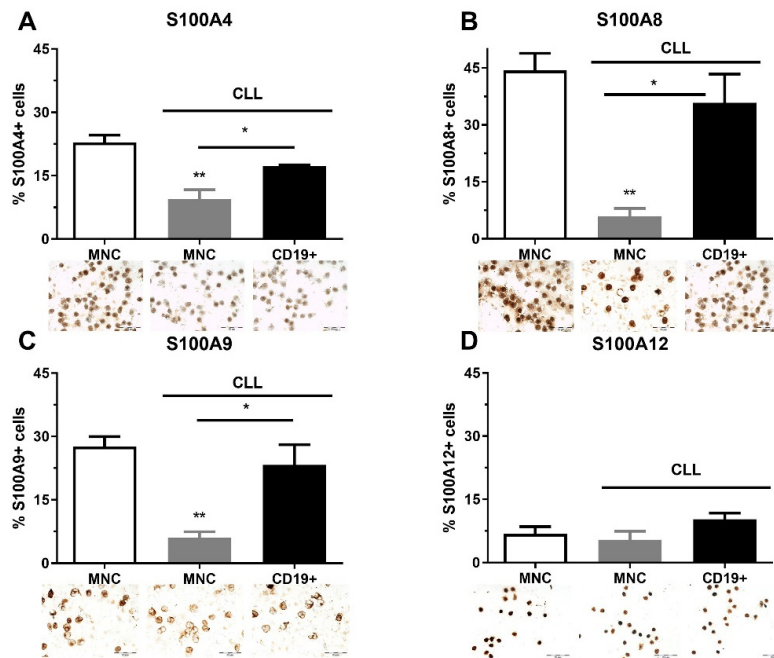 A
S100A4
% S100A4+ cells
45
30
15
0
CLL
*
**
MNC
MNC
CD19+
B
S100A8
% S100A8+ cells
45
30
15
0
CLL
*
**
MNC
MNC
CD19+
C
S100A9
% S100A9+ cells
45
30
15
0
CLL
*
**
MNC
MNC
CD19+
D
S100A12
% S100A12+ cells
45
30
15
0
CLL
MNC
MNC
CD19+